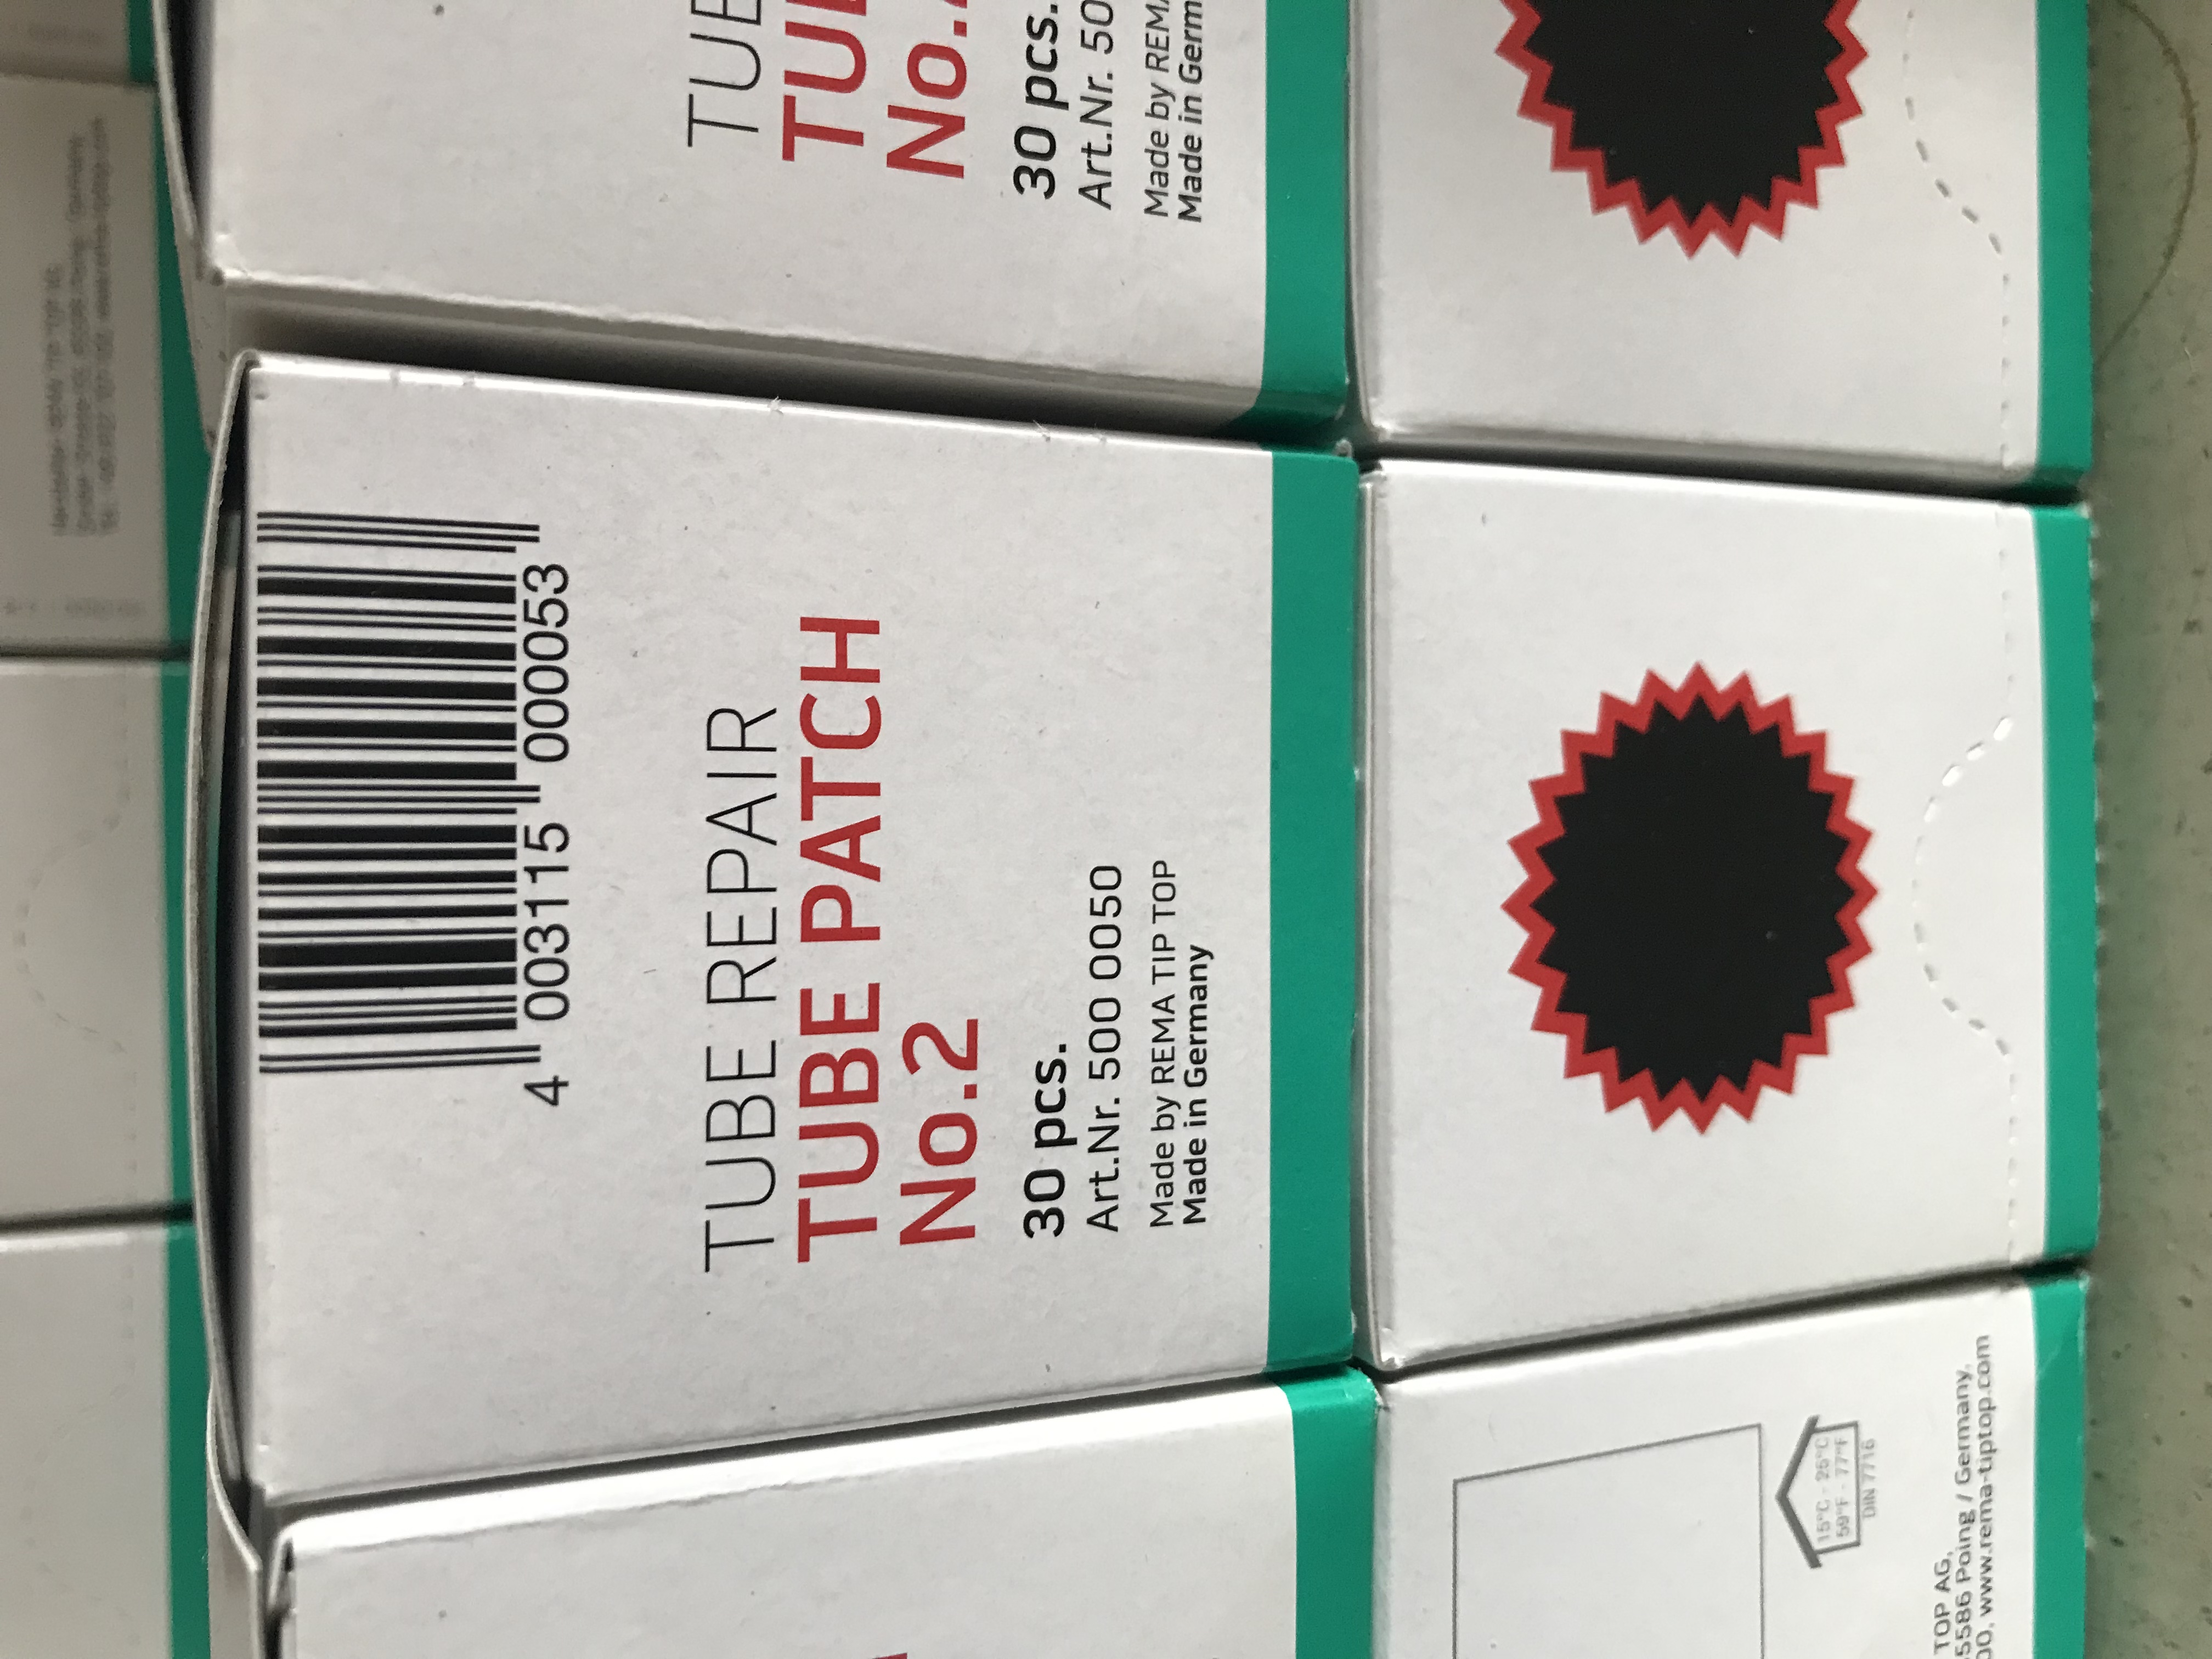 TUBE
TUB
No.
30 pcs.
Art.Nr. 50
Made by REMA
Made in Germ
4 003115 000053
TUBE REPAIR
TUBE PATCH
No.2
30 pcs.
Art.Nr. 500 0050
Made by REMA TIP TOP
Made in Germany
15°C - 25°C
59°F - 77°F
DIN 7716
TOP AG,
5586 Poing / Germany,
00, www.rema-tiptop.com